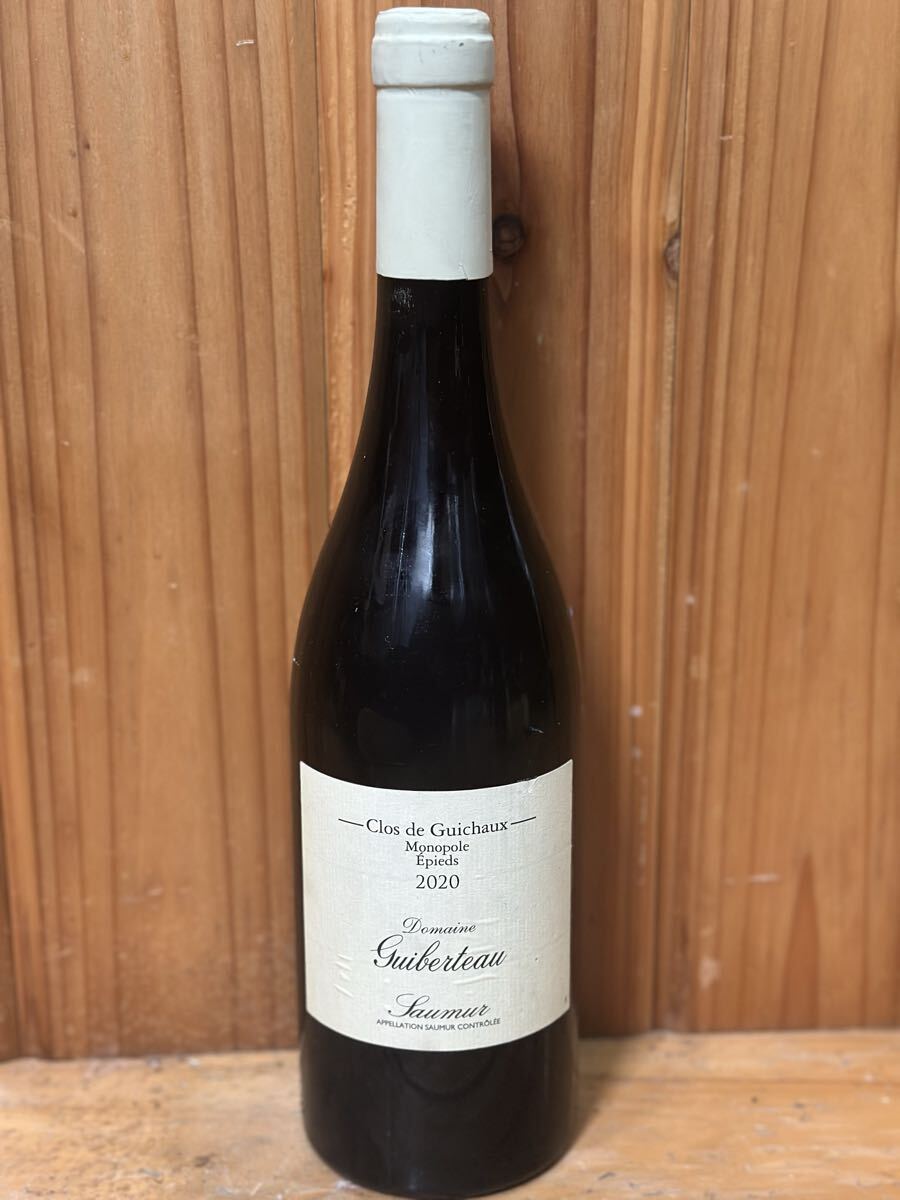 Clos de Guichaux
Monopole
Épieds
2020
Domaine
Guiberteau
Saumur
APPELLATION SAUMUR CONTRÔLÉE